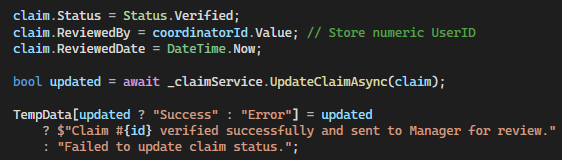 claim.Status = Status.Verified;
claim.ReviewedBy = coordinatorId.Value; // Store numeric UserID
claim.ReviewedDate = DateTime.Now;
bool updated = await _claimService.UpdateClaimAsync(claim);
TempData[updated ? "Success" : "Error"] = updated
? $"Claim #{id} verified successfully and sent to Manager for review."
: "Failed to update claim status.";